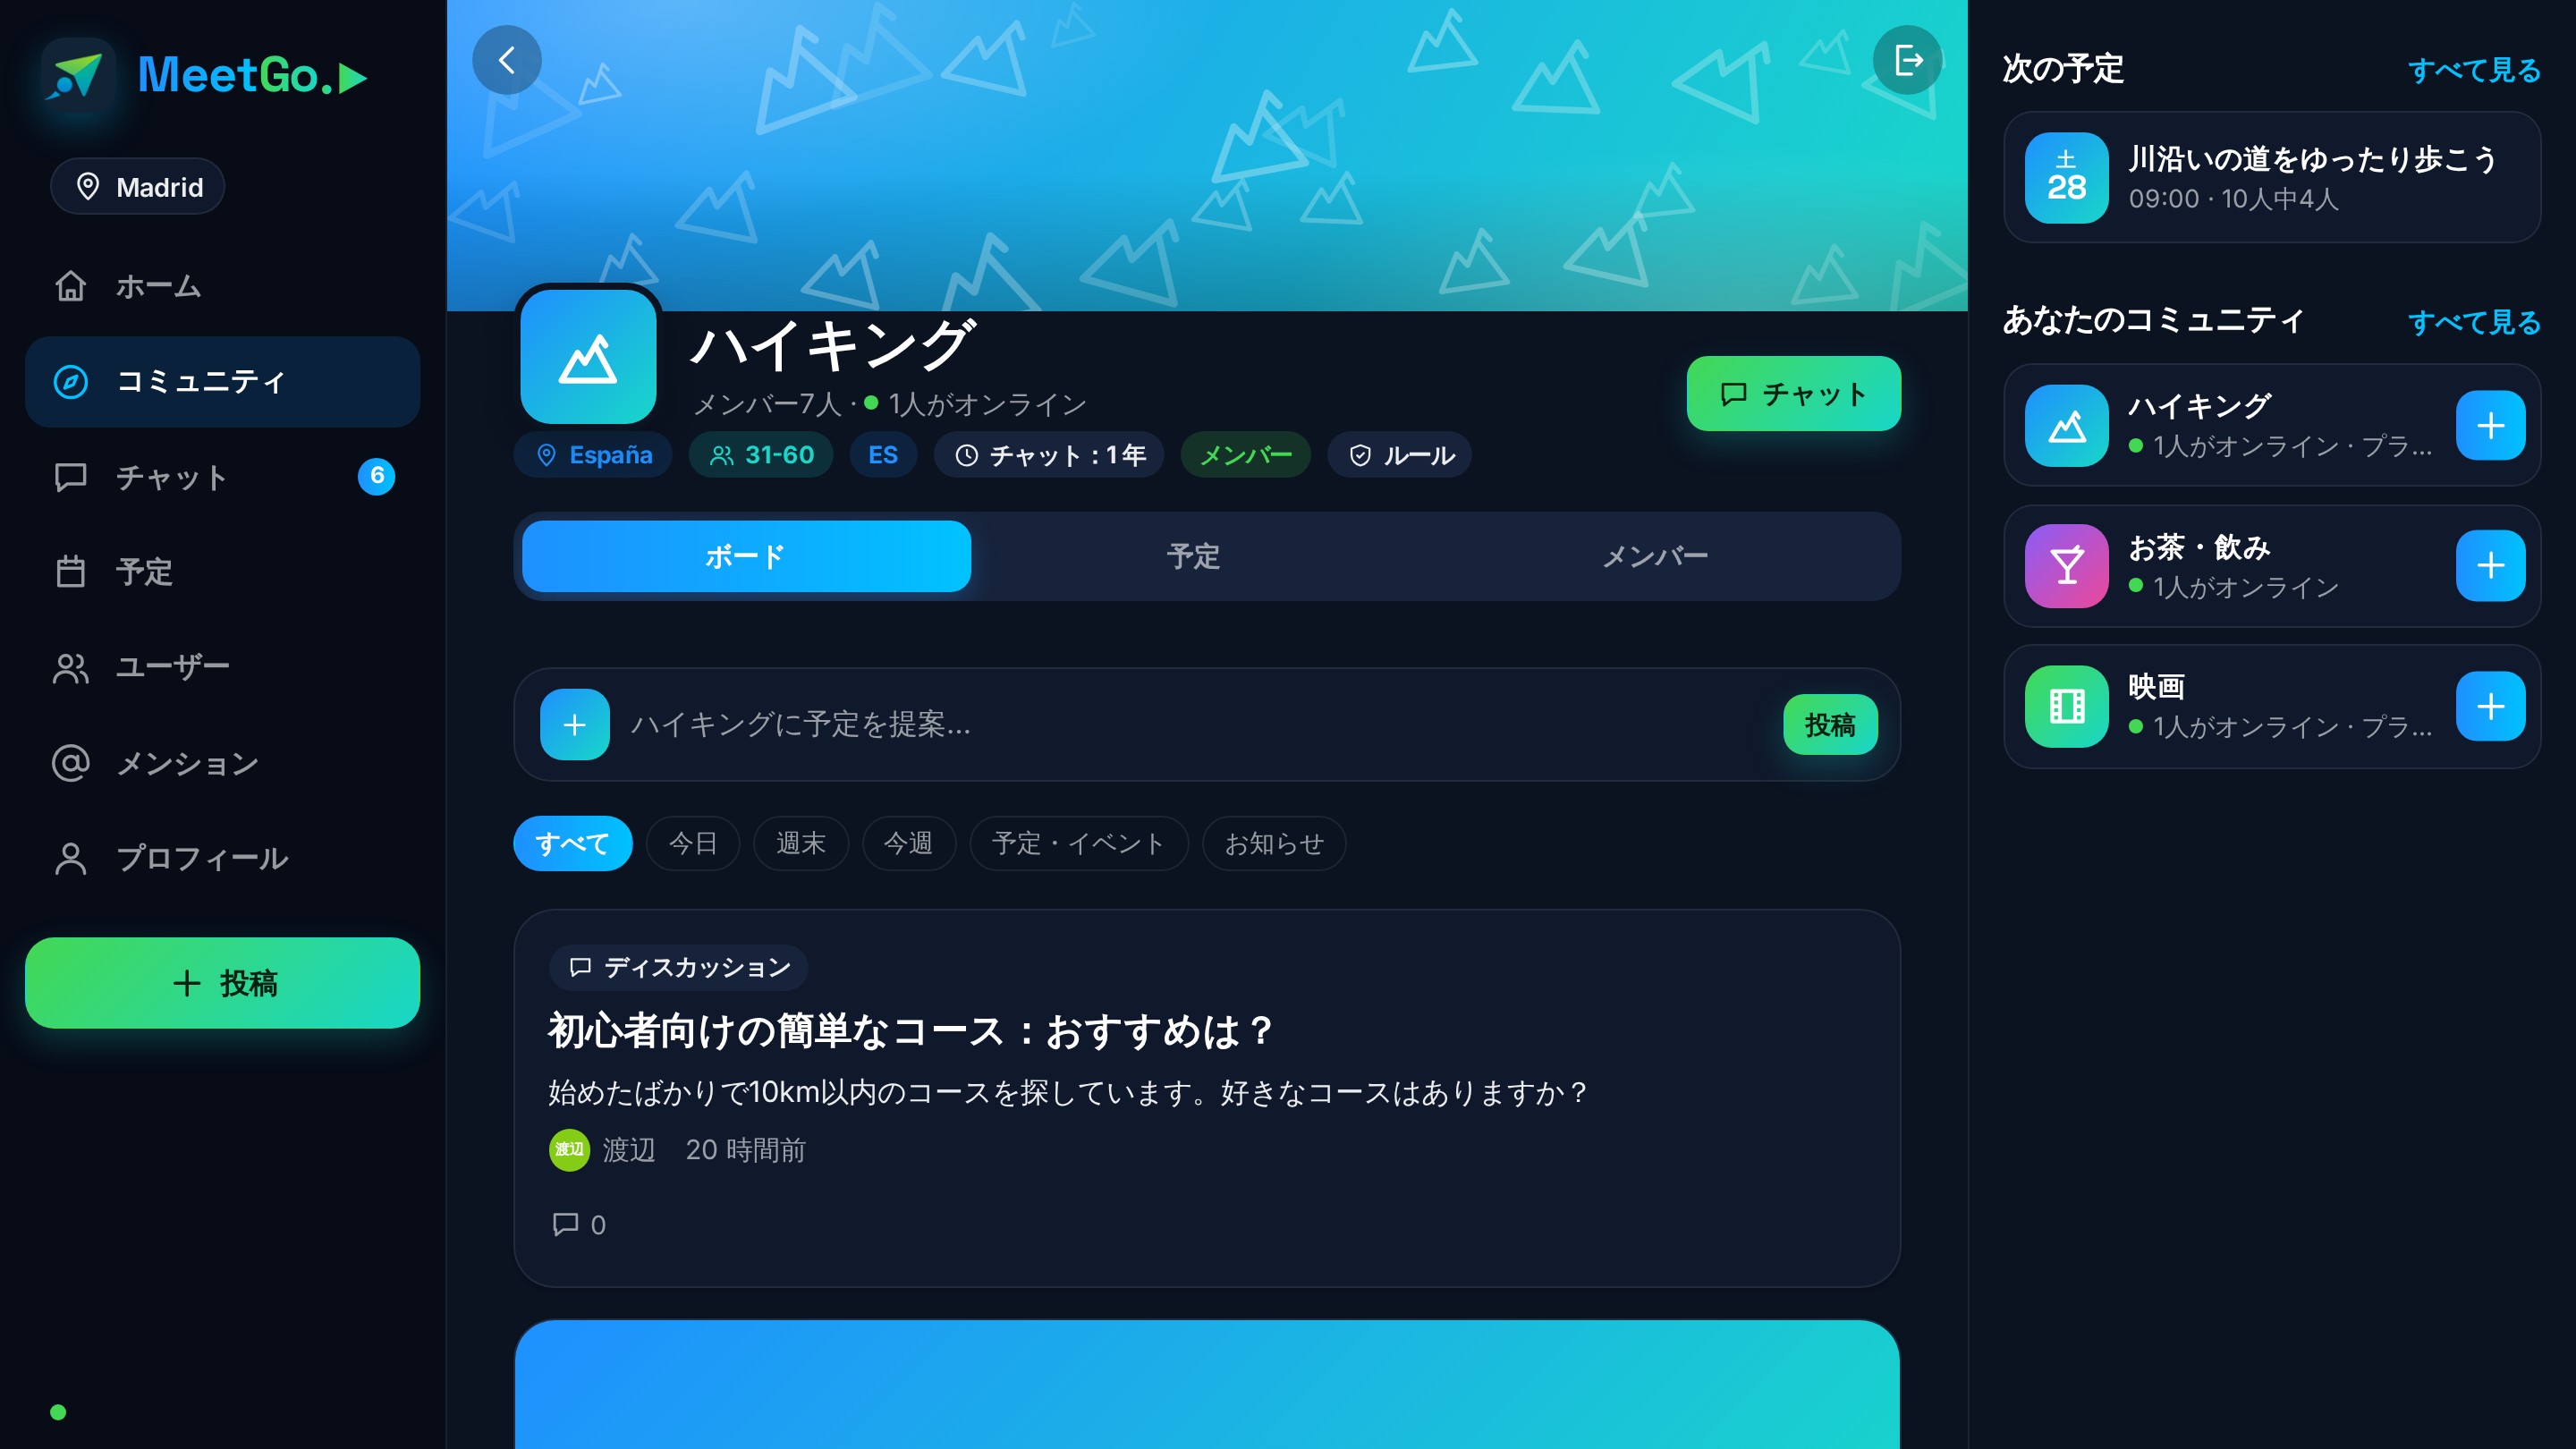 MeetGo.
Madrid
ホーム
コミュニティ
チャット
6
予定
ユーザー
メンション
プロフィール
投稿
ハイキング
メンバー7人 · 1人がオンライン
チャット
España
31-60
ES
チャット：1年
メンバー
ルール
ボード
予定
メンバー
ハイキングに予定を提案...
投稿
すべて
今日
週末
今週
予定・イベント
お知らせ
ディスカッション
初心者向けの簡単なコース：おすすめは？
始めたばかりで10km以内のコースを探しています。好きなコースはありますか？
渡辺
渡辺
20 時間前
0
次の予定
すべて見る
土
28
川沿いの道をゆったり歩こう
09:00 · 10人中4人
あなたのコミュニティ
すべて見る
ハイキング
1人がオンライン · プラ...
お茶・飲み
1人がオンライン
映画
1人がオンライン · プラ...